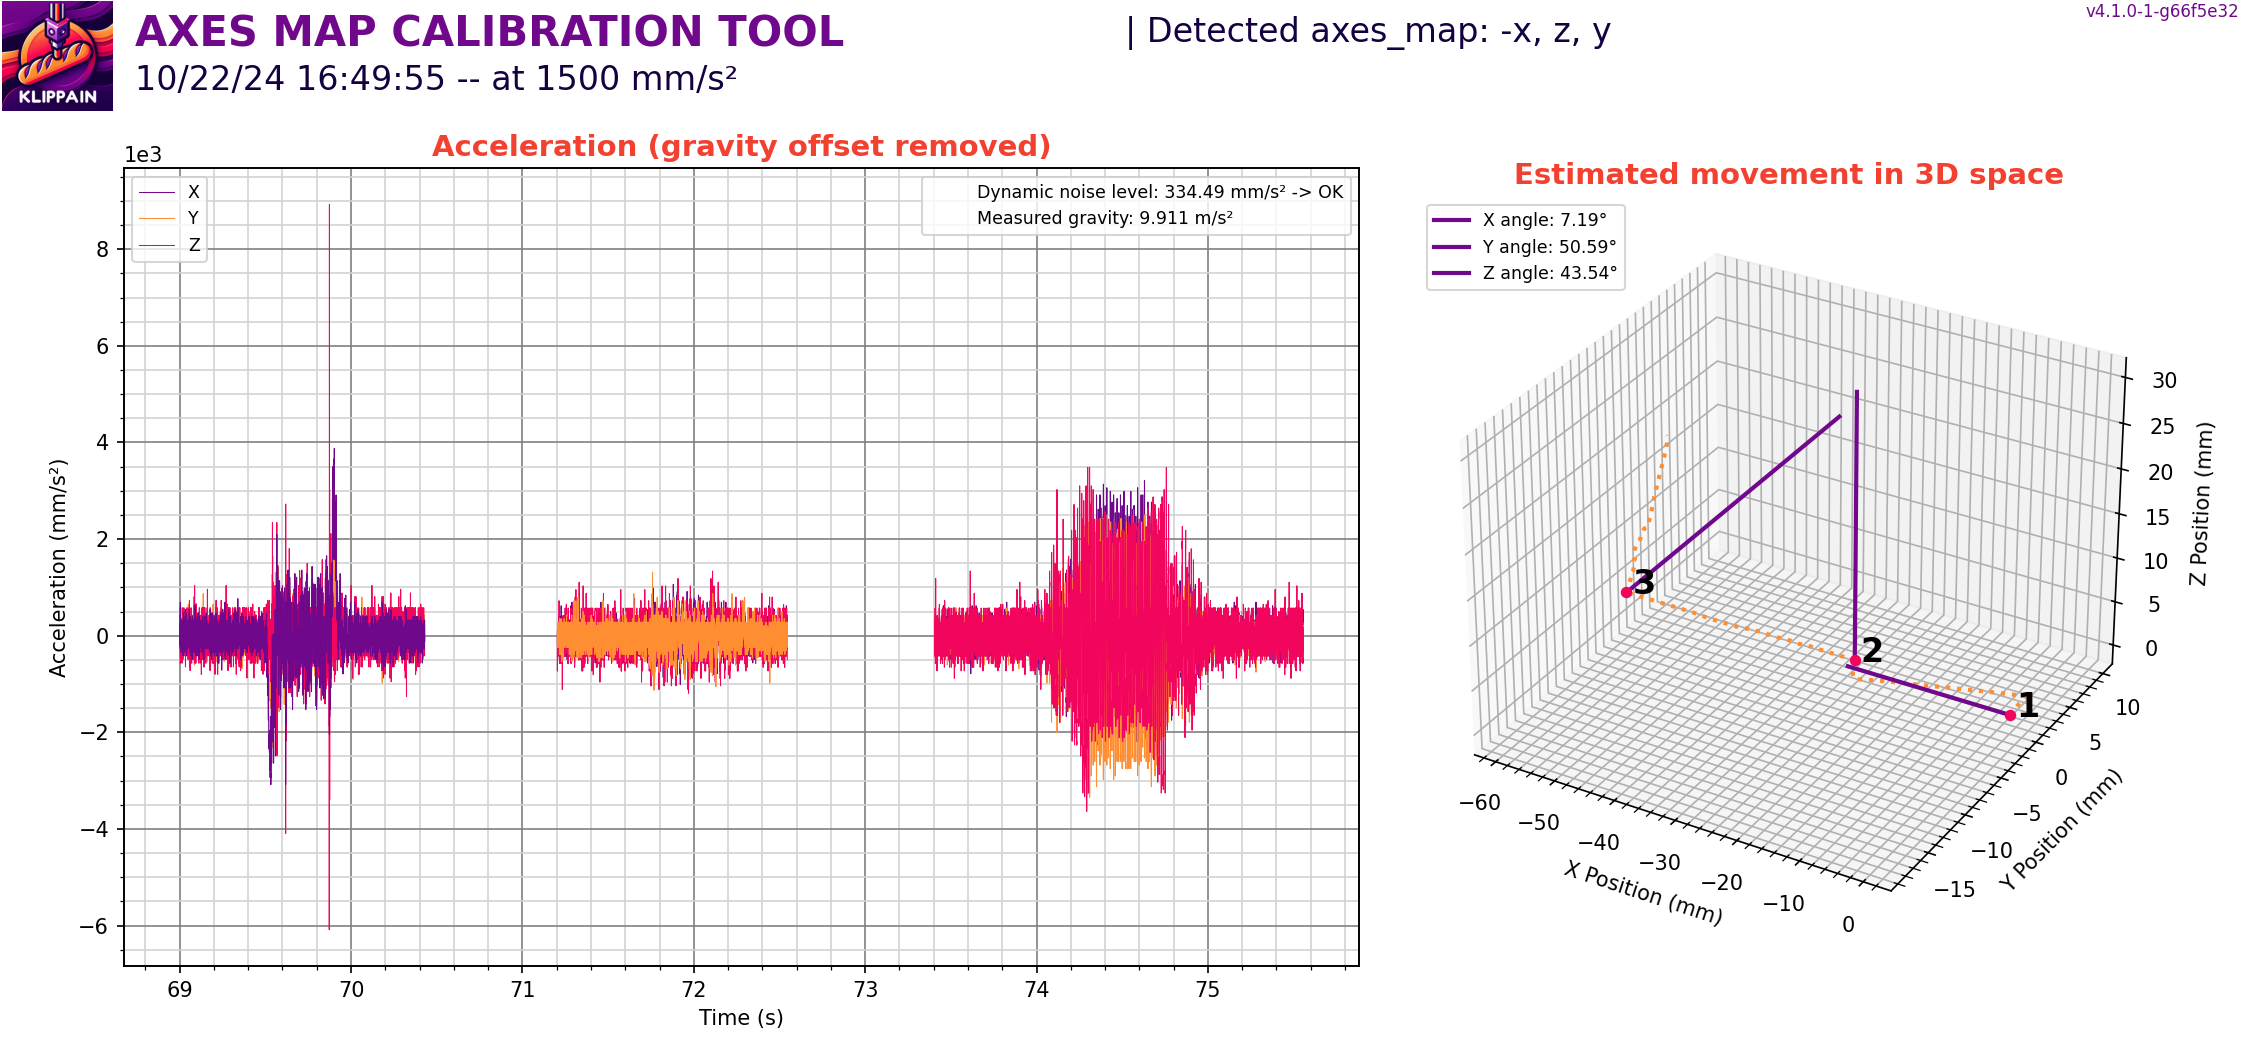 KLIPPAIN
AXES MAP CALIBRATION TOOL
| Detected axes_map: -x, z, y
v4.1.0-1-g66f5e32
10/22/24 16:49:55 -- at 1500 mm/s²
Acceleration (gravity offset removed)
1e3
X
Y
Z
Dynamic noise level: 334.49 mm/s² -> OK
Measured gravity: 9.911 m/s²
8
6
4
2
0
−2
−4
−6
Acceleration (mm/s²)
69 70 71 72 73 74 75
Time (s)
Estimated movement in 3D space
X angle: 7.19°
Y angle: 50.59°
Z angle: 43.54°
3
2
1
30
25
20
15
10
5
0
Z Position (mm)
10
5
0
−5
−10
−15
Y Position (mm)
−60
−50
−40
−30
−20
−10
0
X Position (mm)